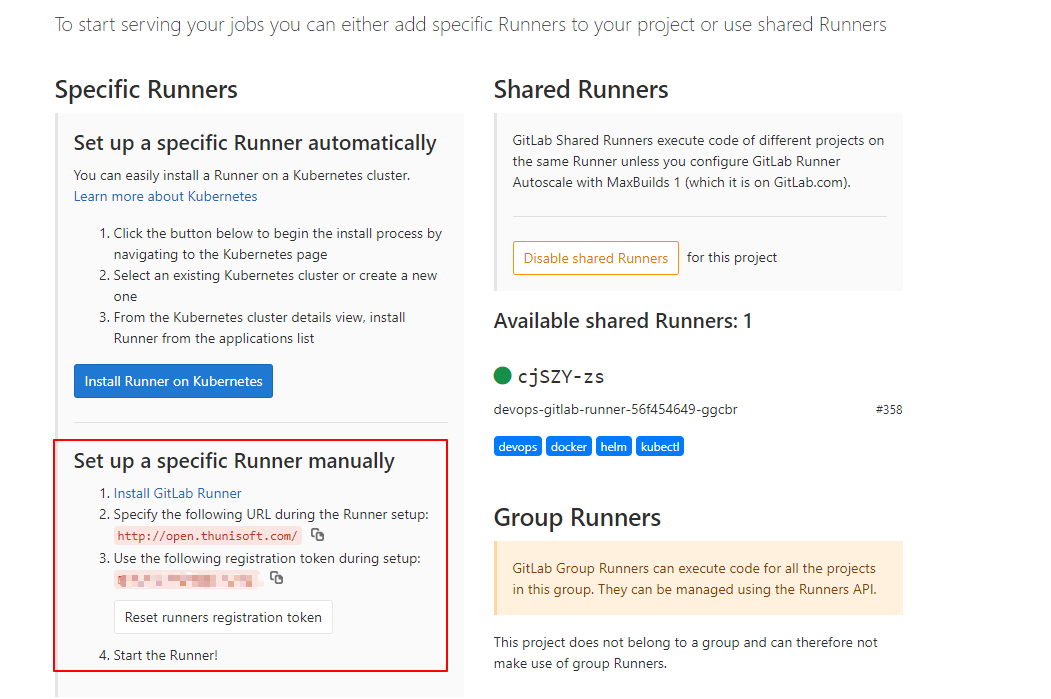 To start serving your jobs you can either add specific Runners to your project or use shared Runners
Specific Runners
Set up a specific Runner automatically
You can easily install a Runner on a Kubernetes cluster.
Learn more about Kubernetes
1. Click the button below to begin the install process by
navigating to the Kubernetes page
2. Select an existing Kubernetes cluster or create a new
one
3. From the Kubernetes cluster details view, install
Runner from the applications list
Install Runner on Kubernetes
Set up a specific Runner manually
1. Install GitLab Runner
2. Specify the following URL during the Runner setup:
http://open.thunisoft.com/
3. Use the following registration token during setup:
Reset runners registration token
4. Start the Runner!
Shared Runners
GitLab Shared Runners execute code of different projects on
the same Runner unless you configure GitLab Runner
Autoscale with MaxBuilds 1 (which it is on GitLab.com).
Disable shared Runners for this project
Available shared Runners: 1
cjSZY-zs
devops-gitlab-runner-56f454649-ggcbr #358
devops docker helm kubectl
Group Runners
GitLab Group Runners can execute code for all the projects
in this group. They can be managed using the Runners API.
This project does not belong to a group and can therefore not
make use of group Runners.